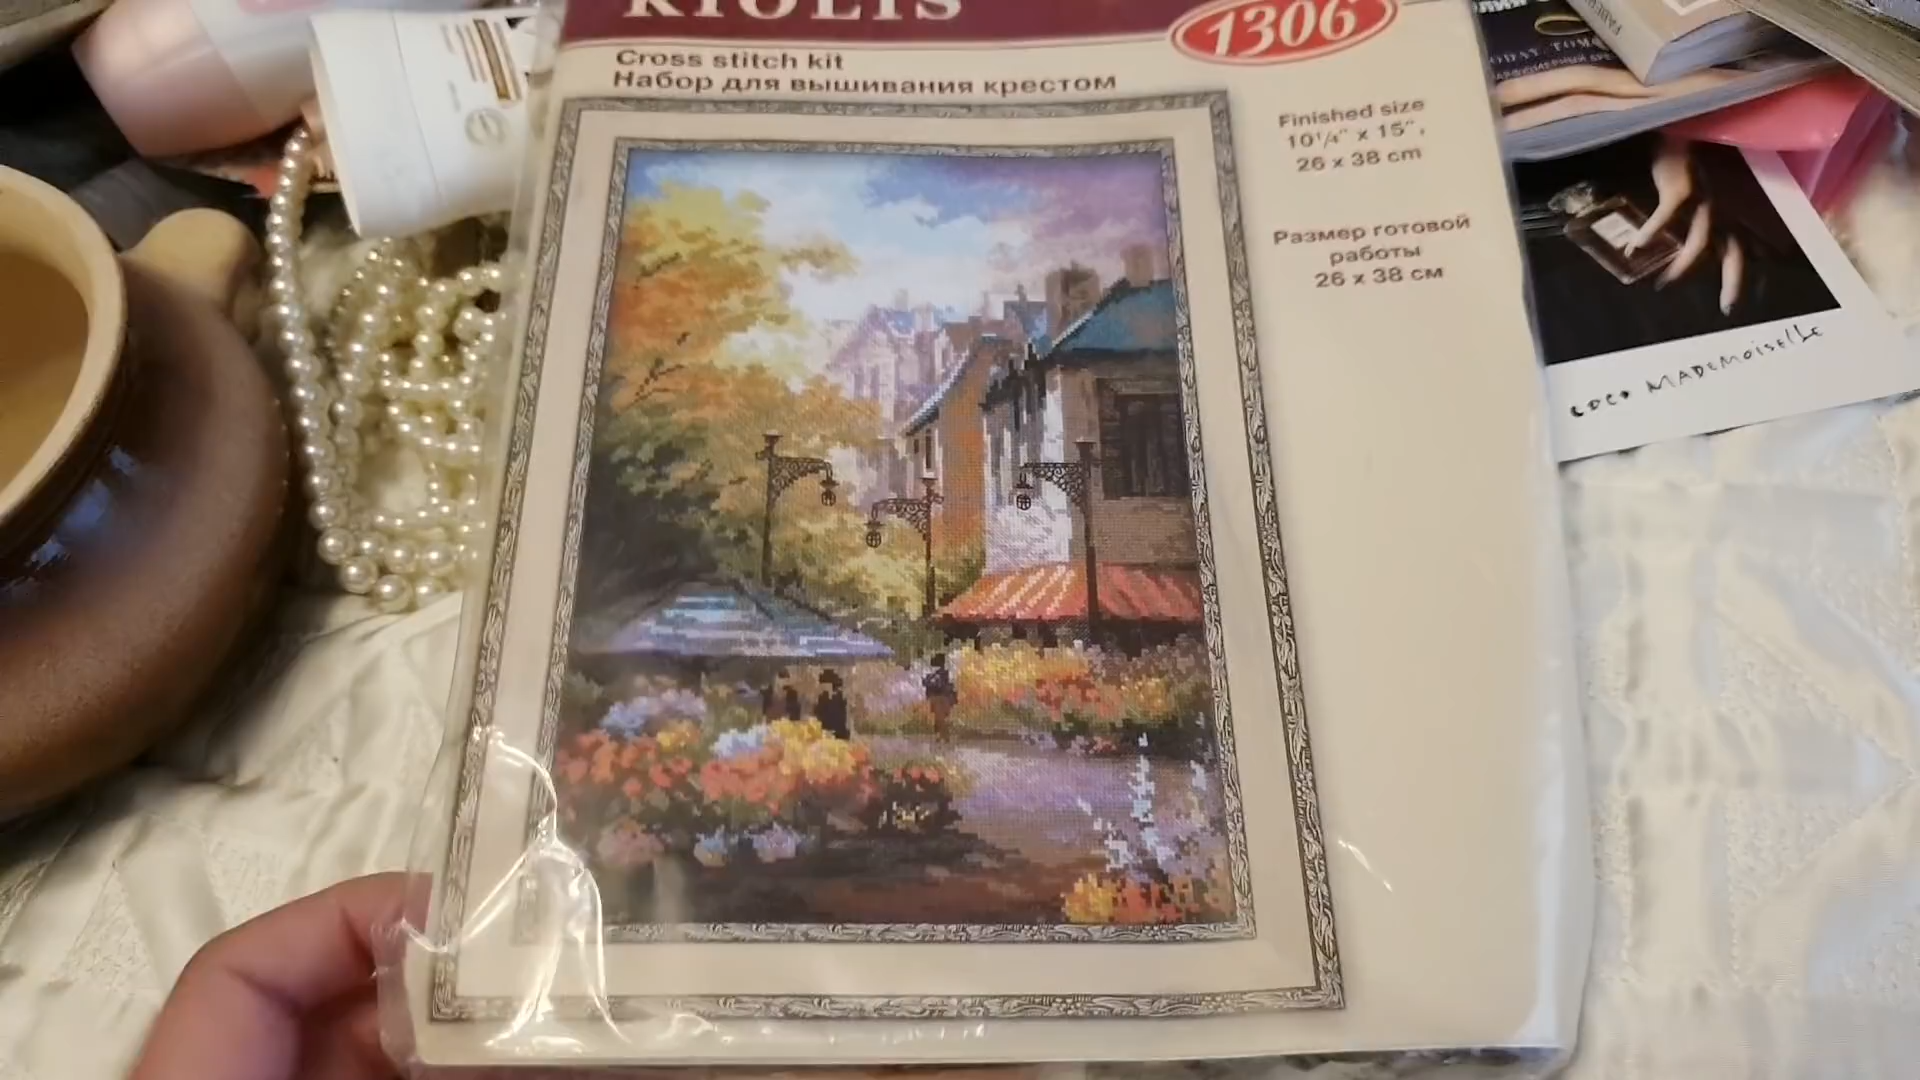 RIOLIS
1306
Cross stitch kit
Набор для вышивания крестом
Finished size
10¹/₄" x 15",
26 x 38 cm
Размер готовой
работы
26 x 38 см
COCO MADEMOISELLE